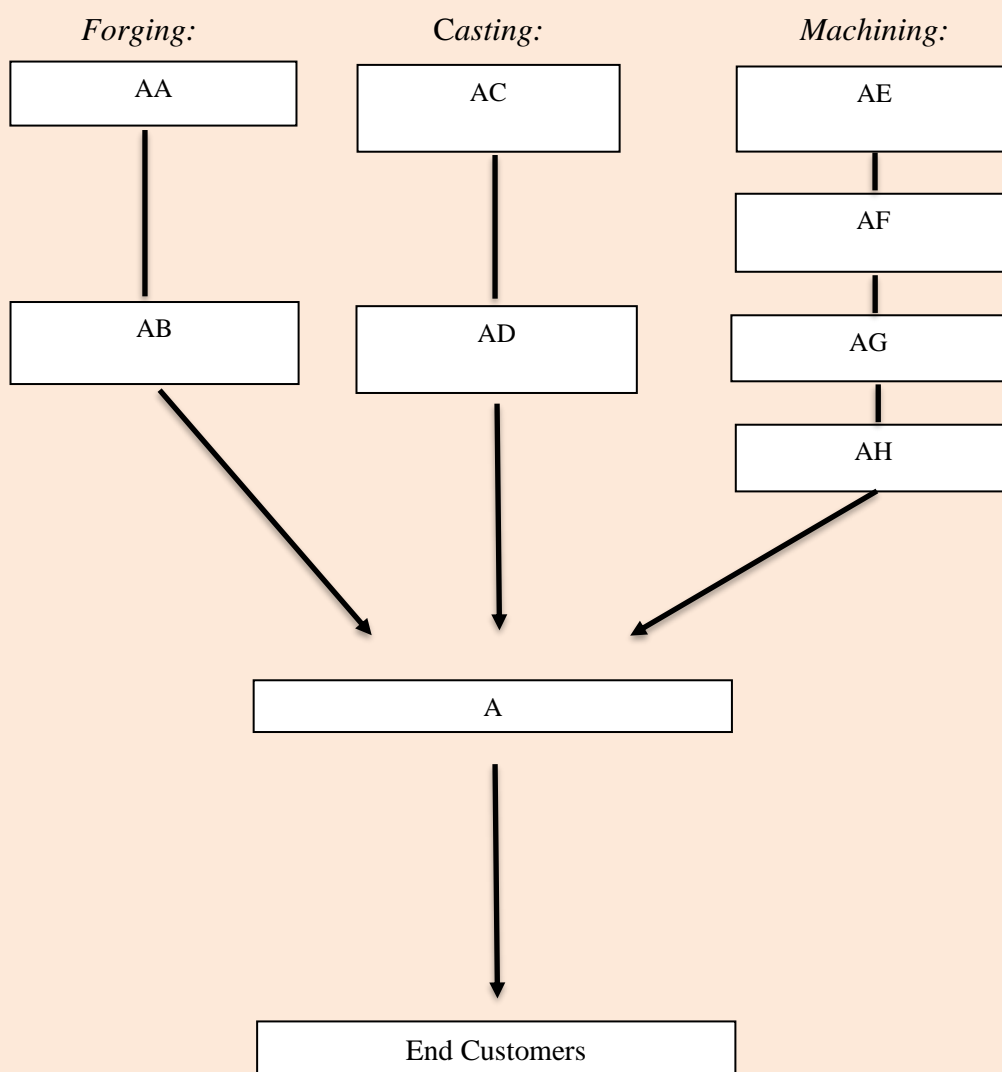 Forging:
Casting:
Machining:
AA
AC
AE
AF
AB
AD
AG
AH
A
End Customers